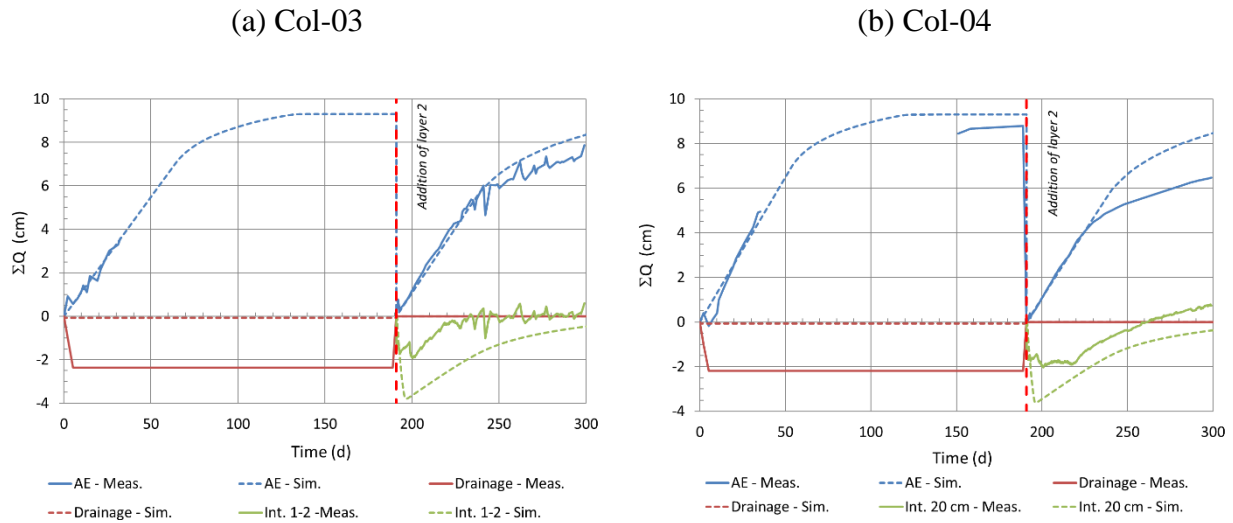 (a) Col-03
(b) Col-04
10
8
6
4
2
0
-2
-4
ΣQ (cm)
Addition of layer 2
0 50 100 150 200 250 300
Time (d)
AE - Meas. AE - Sim. Drainage - Meas.
Drainage - Sim. Int. 1-2 -Meas. Int. 1-2 - Sim.
10
8
6
4
2
0
-2
-4
ΣQ (cm)
Addition of layer 2
0 50 100 150 200 250 300
Time (d)
AE - Meas. AE - Sim. Drainage - Meas.
Drainage - Sim. Int. 20 cm - Meas. Int. 20 cm - Sim.